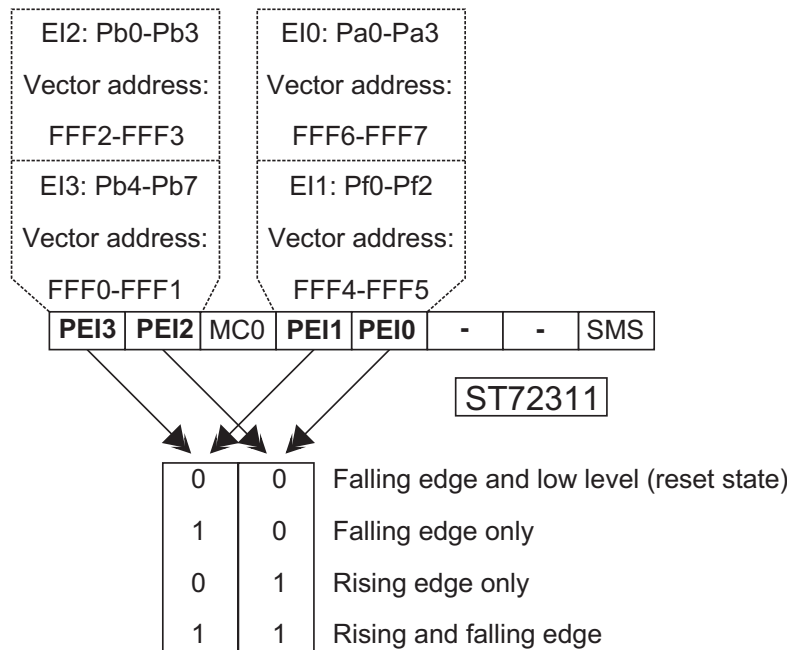 EI2: Pb0-Pb3
Vector address:
FFF2-FFF3
EI3: Pb4-Pb7
Vector address:
FFF0-FFF1
EI0: Pa0-Pa3
Vector address:
FFF6-FFF7
EI1: Pf0-Pf2
Vector address:
FFF4-FFF5
PEI3 PEI2 MC0 PEI1 PEI0 - - SMS
ST72311
0 0 Falling edge and low level (reset state)
1 0 Falling edge only
0 1 Rising edge only
1 1 Rising and falling edge